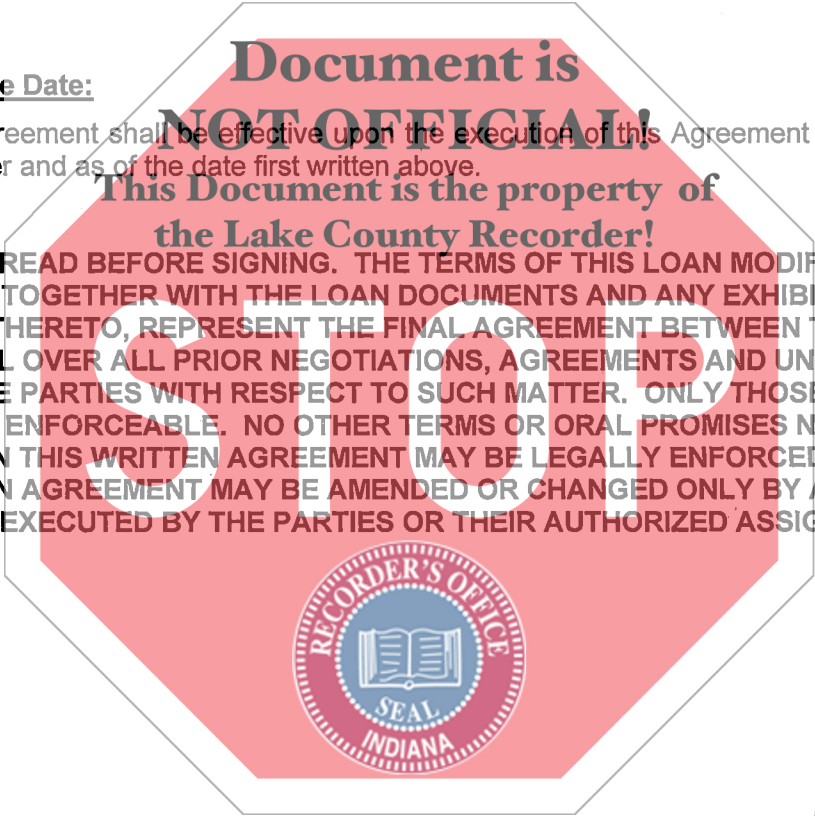 Document is
e Date:
NOT OFFICIAL!
reement shall be effective upon the execution of this Agreement
r and as of the date first written above.
This Document is the property of
the Lake County Recorder!
READ BEFORE SIGNING. THE TERMS OF THIS LOAN MODIF
TOGETHER WITH THE LOAN DOCUMENTS AND ANY EXHIBI
HERETO, REPRESENT THE FINAL AGREEMENT BETWEEN T
L OVER ALL PRIOR NEGOTIATIONS, AGREEMENTS AND UN
E PARTIES WITH RESPECT TO SUCH MATTER. ONLY THOSE
ENFORCEABLE. NO OTHER TERMS OR ORAL PROMISES N
N THIS WRITTEN AGREEMENT MAY BE LEGALLY ENFORCED
N AGREEMENT MAY BE AMENDED OR CHANGED ONLY BY A
EXECUTED BY THE PARTIES OR THEIR AUTHORIZED ASSIG
STOP
RECORDER'S OFFICE
SEAL
INDIANA